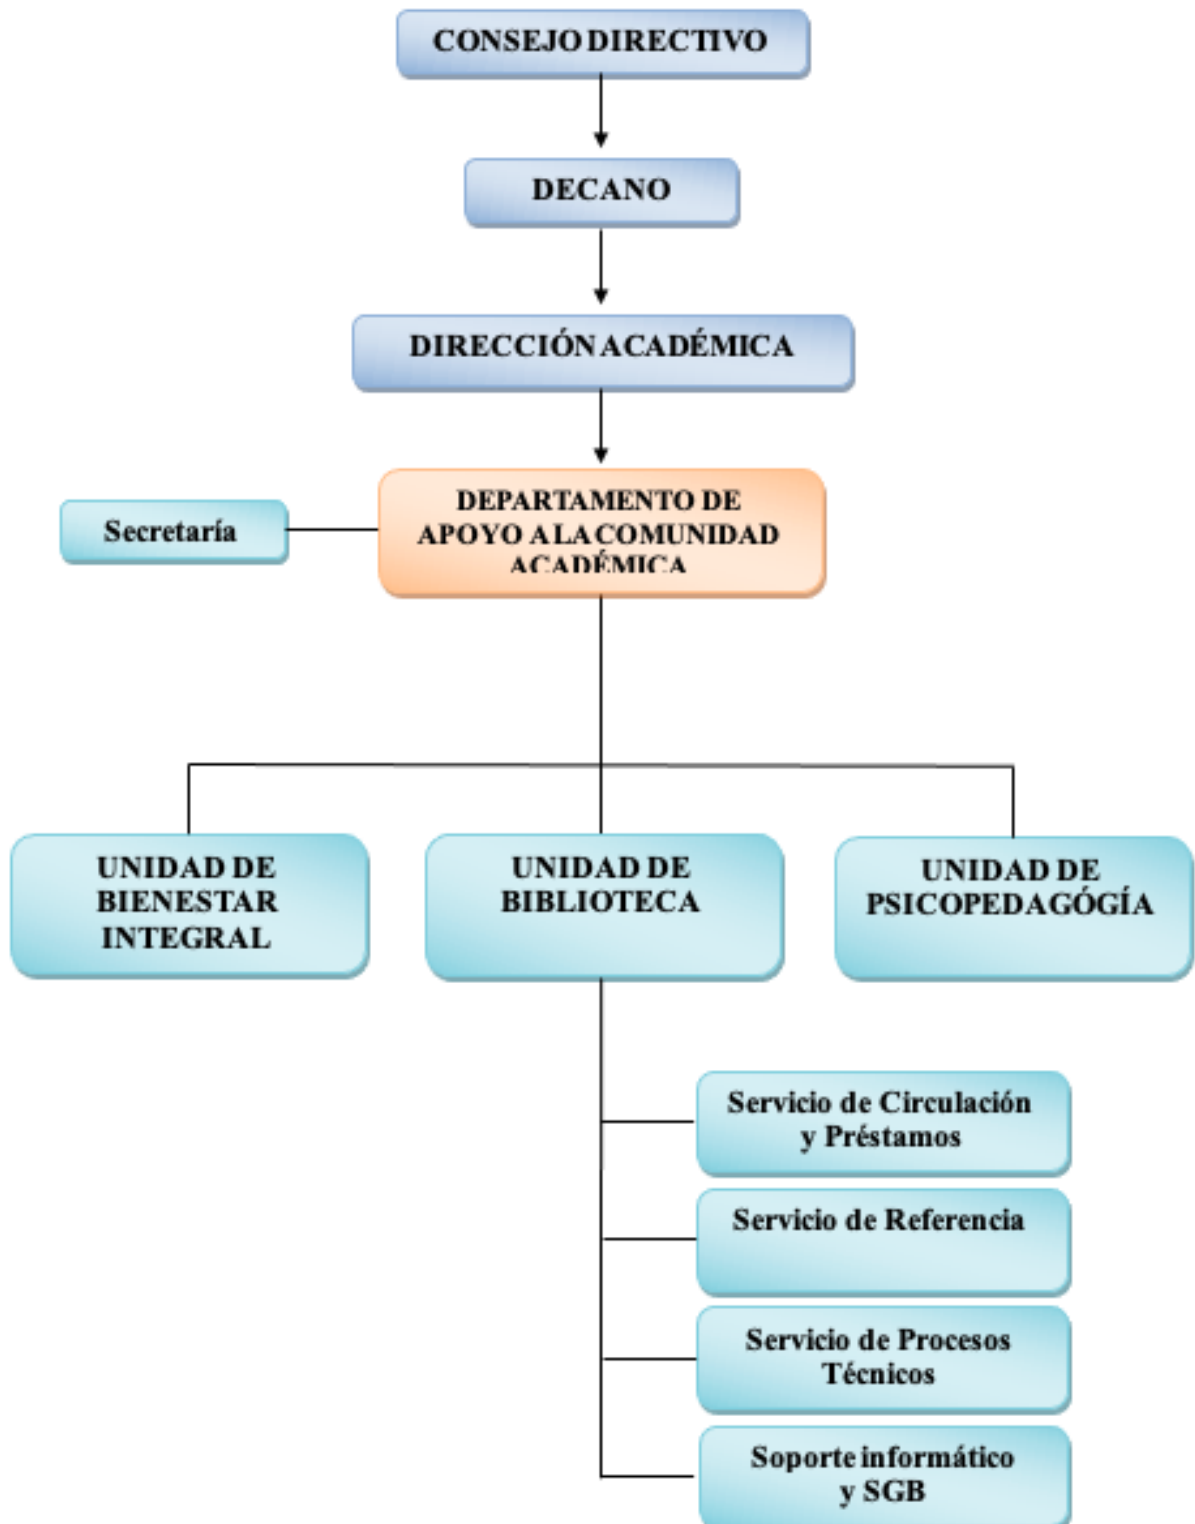 CONSEJO DIRECTIVO
DECANO
DIRECCIÓN ACADÉMICA
DEPARTAMENTO DE
APOYO A LA COMUNIDAD
ACADÉMICA
Secretaría
UNIDAD DE
BIENESTAR
INTEGRAL
UNIDAD DE
BIBLIOTECA
UNIDAD DE
PSICOPEDAGÓGÍA
Servicio de Circulación
y Préstamos
Servicio de Referencia
Servicio de Procesos
Técnicos
Soporte informático
y SGB